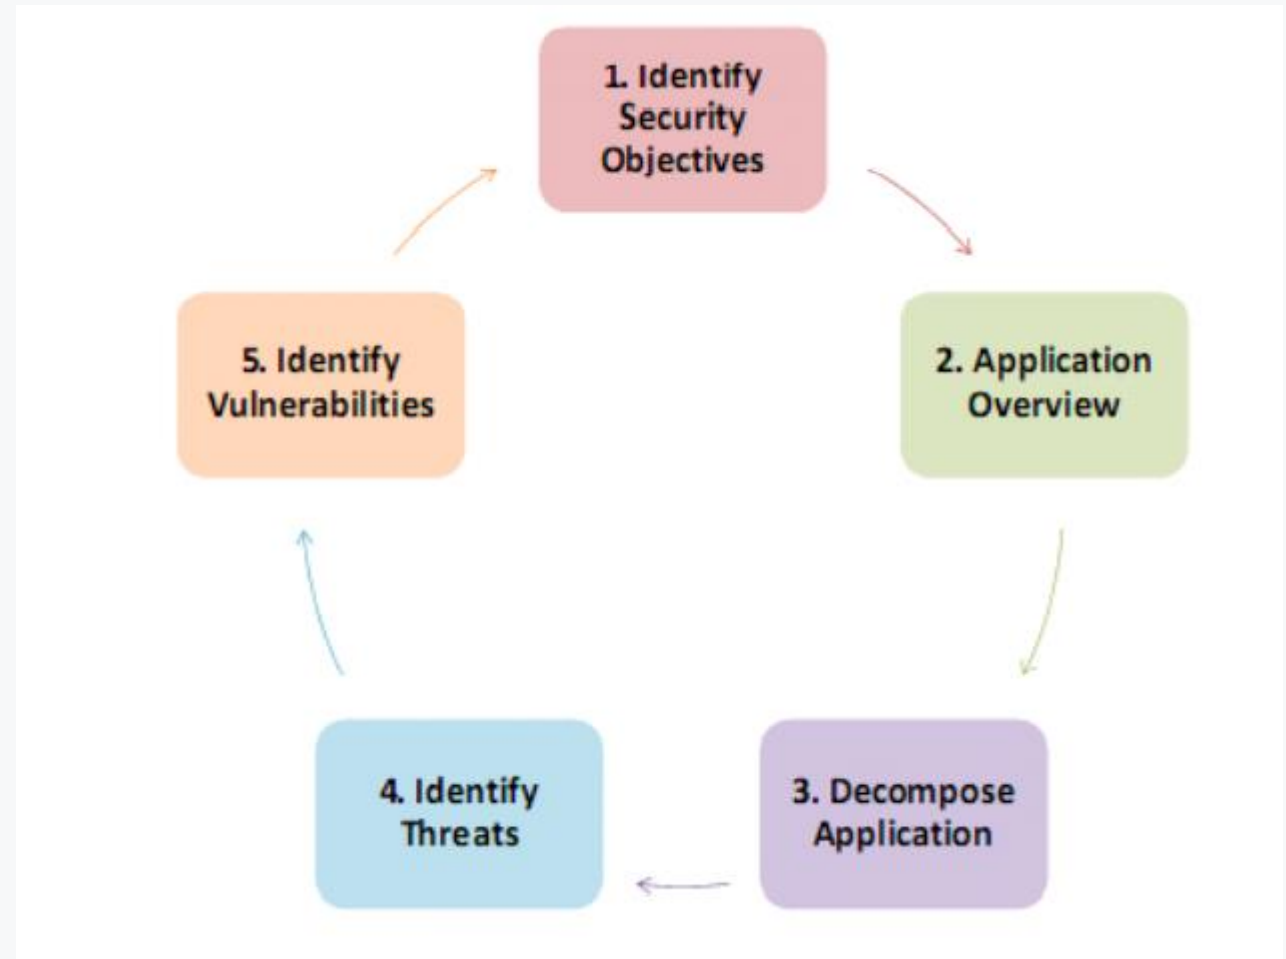 1. Identify
Security
Objectives
2. Application
Overview
3. Decompose
Application
4. Identify
Threats
5. Identify
Vulnerabilities